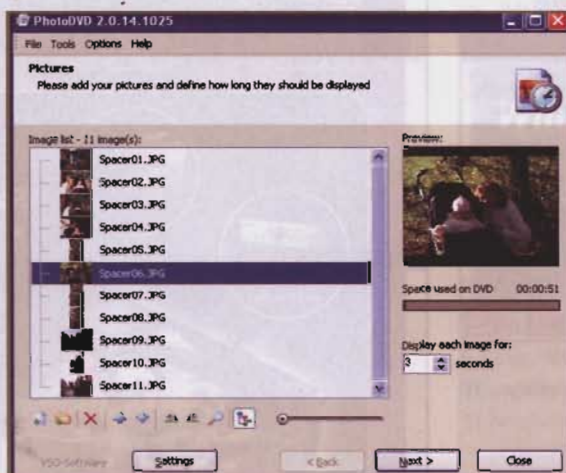 PhotoDVD 2.0.14.1025
File Tools Options Help
Pictures
Please add your pictures and define how long they should be displayed
Image list - 11 image(s):
Preview:
Spacer01.JPG
Spacer02.JPG
Spacer03.JPG
Spacer04.JPG
Spacer05.JPG
Spacer06.JPG
Spacer07.JPG
Spacer08.JPG
Spacer09.JPG
Spacer10.JPG
Spacer11.JPG
Space used on DVD 00:00:51
Display each image for:
3 seconds
VSO-Software Settings < Back Next > Close